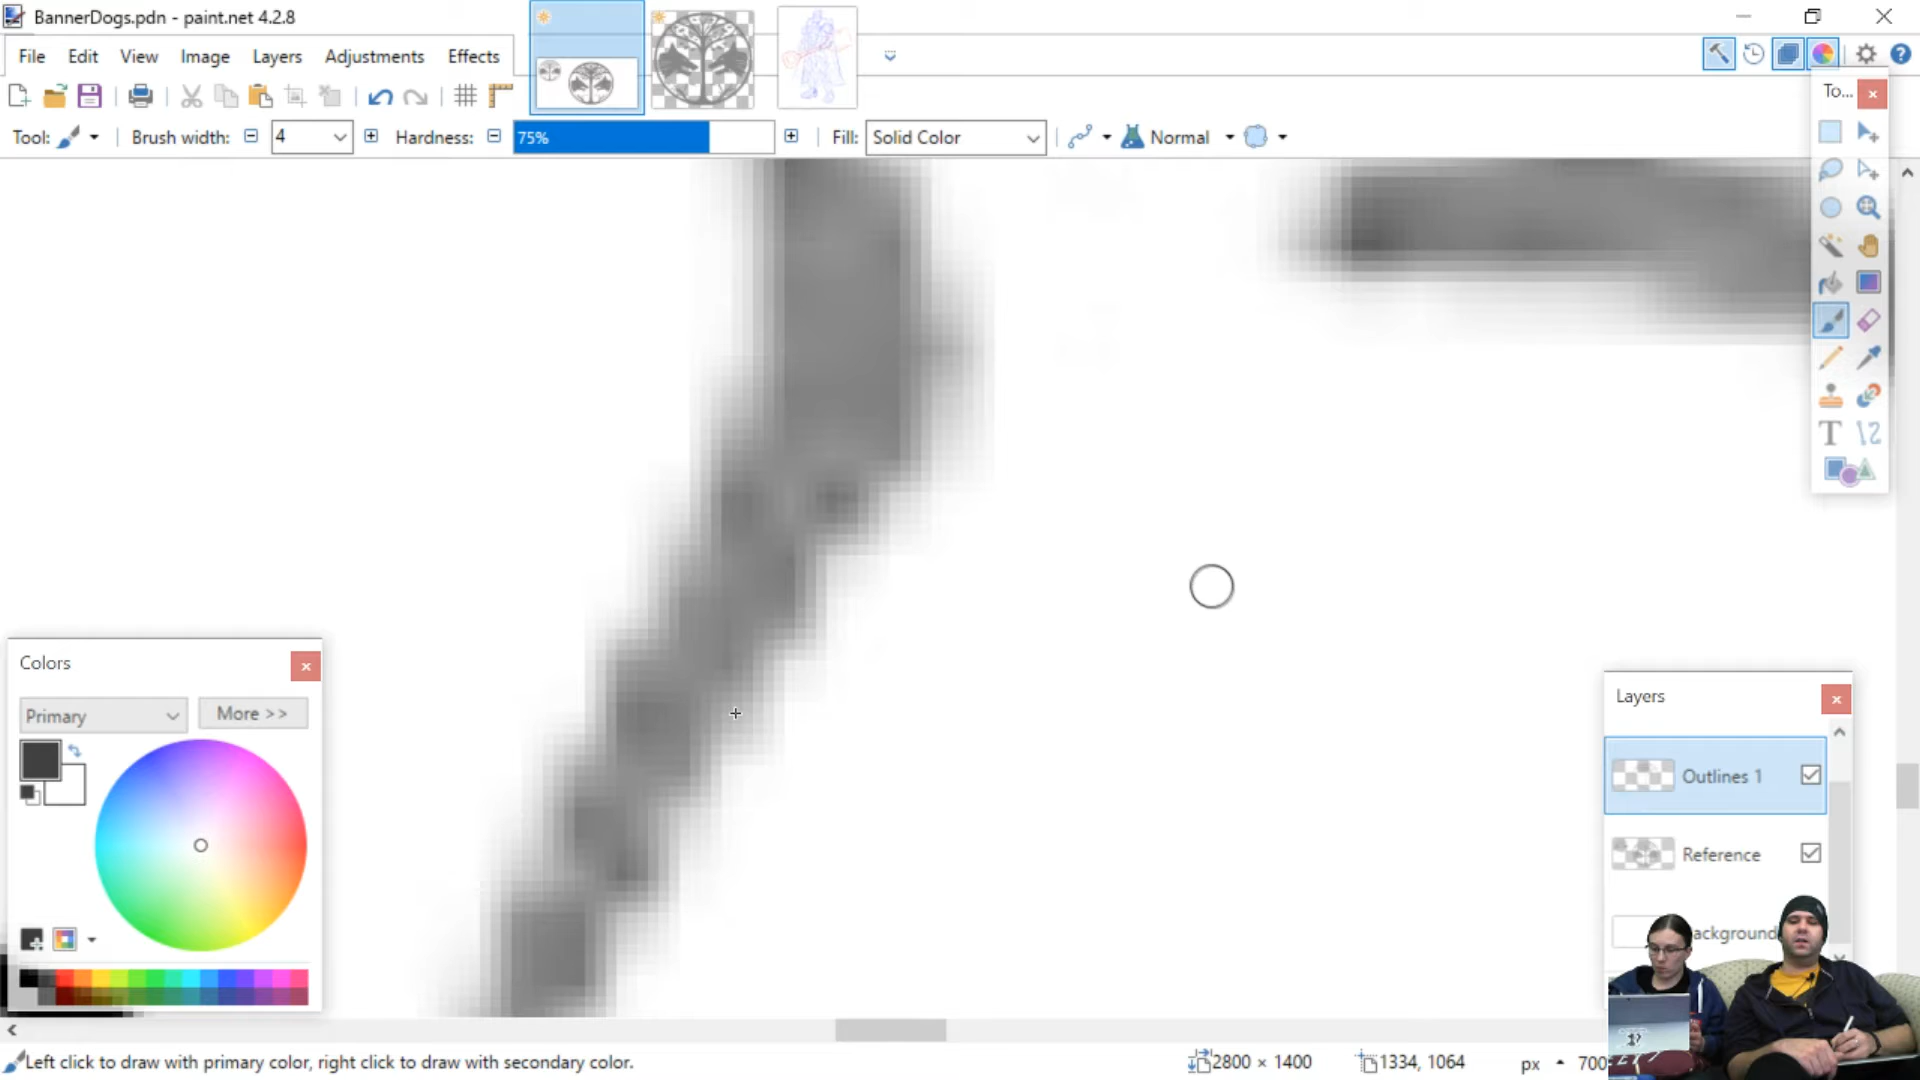 BannerDogs.pdn - paint.net 4.2.8
File Edit View Image Layers Adjustments Effects
Tool: Brush width: 4 Hardness: 75% Fill: Solid Color Normal
To...
Colors
Primary More >>
Layers
Outlines 1
Reference
ackground
Left click to draw with primary color, right click to draw with secondary color. 2800 × 1400 1334, 1064 px 700